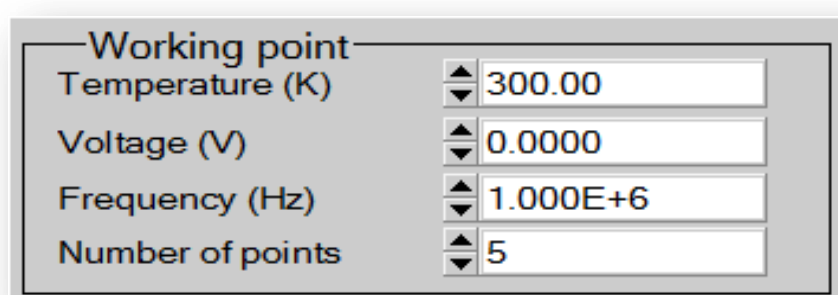 Working point
Temperature (K) 300.00
Voltage (V) 0.0000
Frequency (Hz) 1.000E+6
Number of points 5